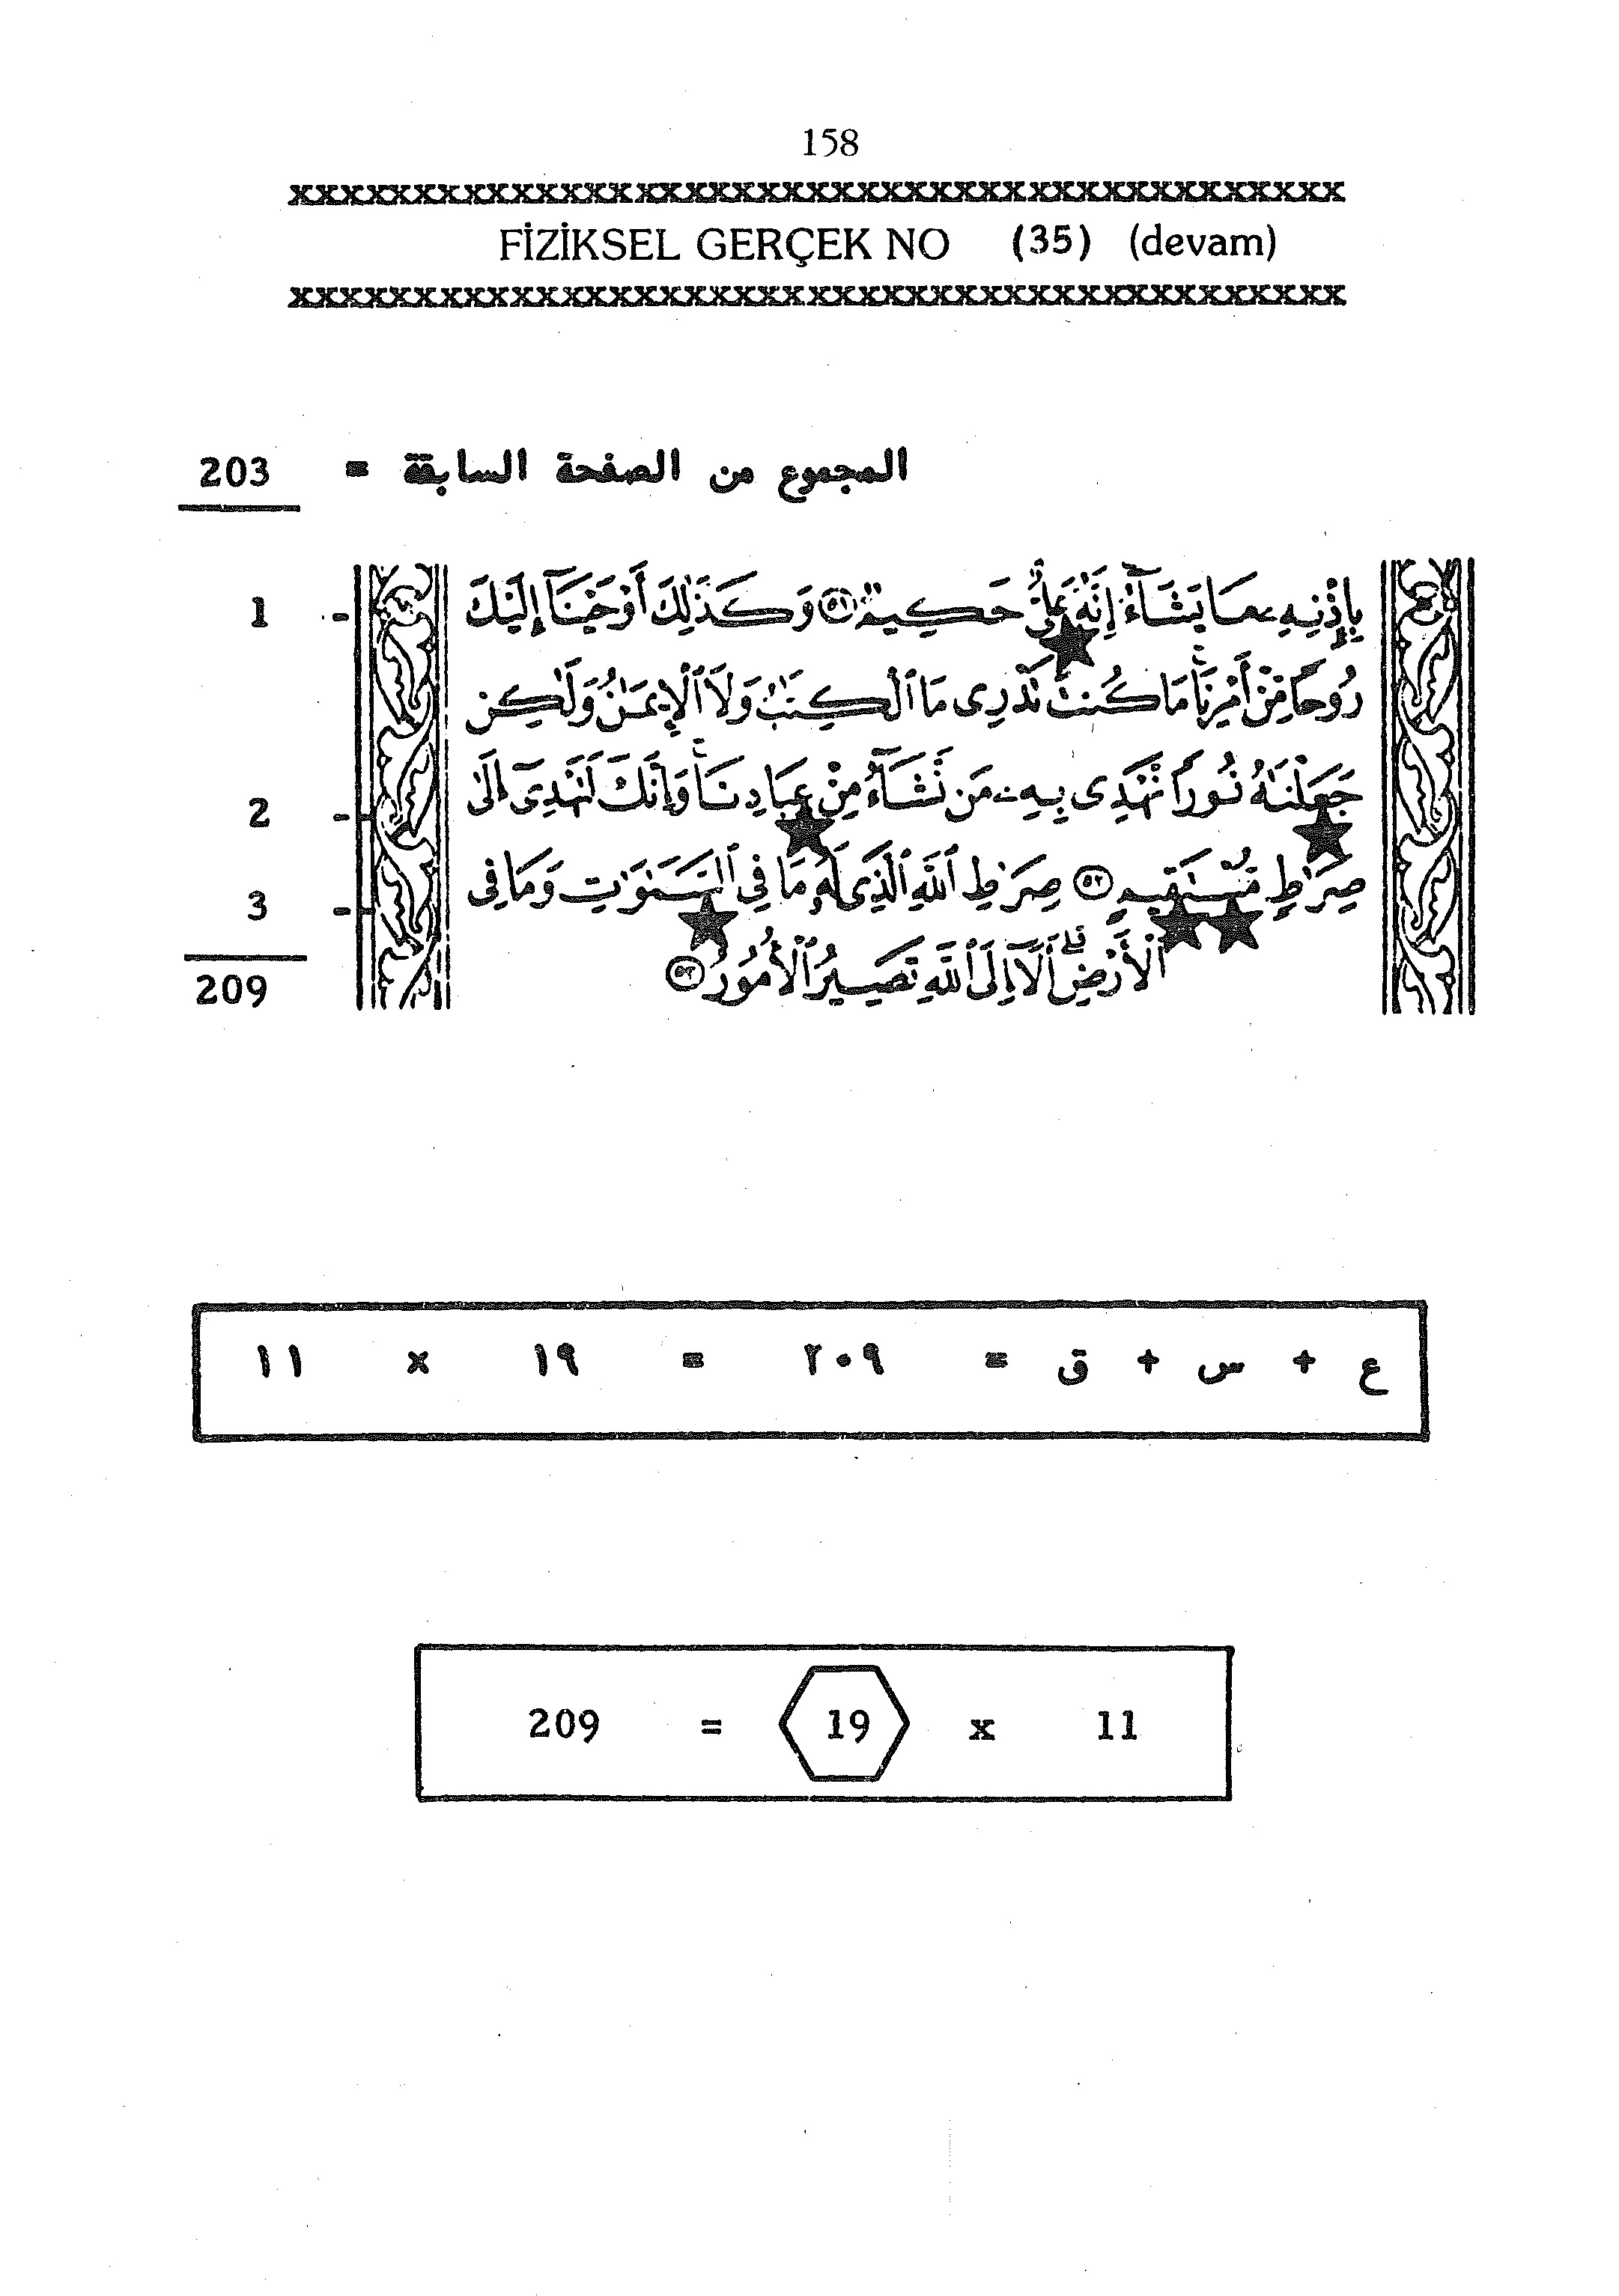 158
FİZİKSEL GERÇEK NO (35) (devam)
203 = المجموع من الصفحة السابقة
1 - بِإِذْنِهِ مَا يَشَآءُ إِنَّهُ عَلِىٌّ حَكِيمٌ ٥١ وَكَذَٰلِكَ أَوْحَيْنَآ إِلَيْكَ
رُوحًا مِّنْ أَمْرِنَا مَا كُنتَ تَدْرِى مَا ٱلْكِتَٰبُ وَلَا ٱلْإِيمَٰنُ وَلَٰكِن
2 - جَعَلْنَٰهُ نُورًا نَّهْدِى بِهِۦ مَن نَّشَآءُ مِنْ عِبَادِنَا وَإِنَّكَ لَتَهْدِىٓ إِلَىٰ
3 - صِرَٰطٍ مُّسْتَقِيمٍ ٥٢ صِرَٰطِ ٱللَّهِ ٱلَّذِى لَهُۥ مَا فِى ٱلسَّمَٰوَٰتِ وَمَا فِى
ٱلْأَرْضِ أَلَآ إِلَى ٱللَّهِ تَصِيرُ ٱلْأُمُورُ ٥٣
209
ع + س + ق = ٢٠٩ = ١٩ x ١١
209 = 19 x 11